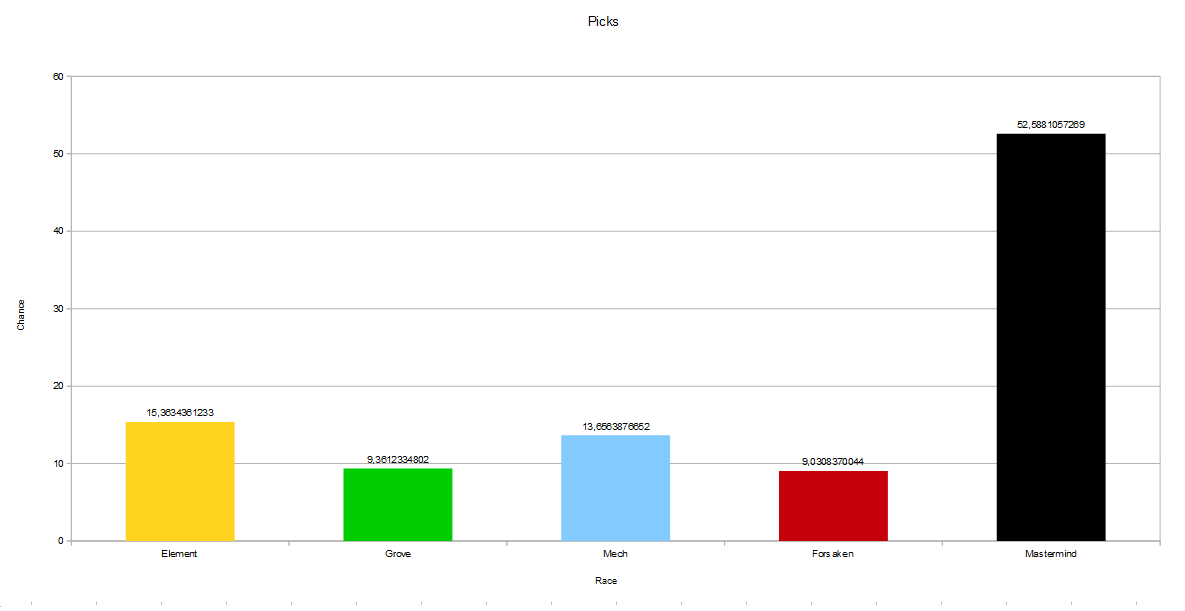 Picks
60
50
40
30
20
10
0
Chance
15,3634361233
9,3612334802
13,6563876652
9,0308370044
52,5881057269
Element
Grove
Mech
Forsaken
Mastermind
Race